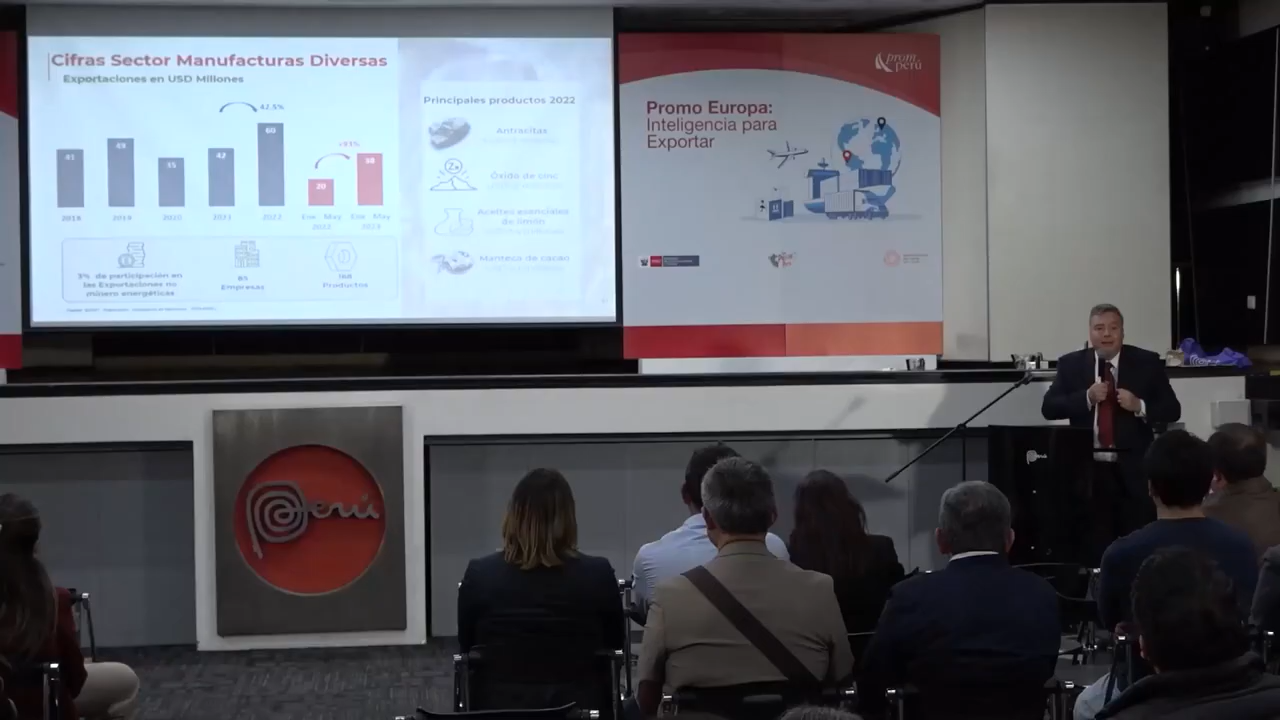 Cifras Sector Manufacturas Diversas
Exportaciones en USD Millones
42.5%
60
41
49
35
42
20
38
2018
2019
2020
2021
2022
Ene - May
2022
Ene - May
2023
3% de participación en
las Exportaciones no
minero energéticas
Empresas
168
Productos
Principales productos 2022
Antracitas
Zn
Óxido de cinc
Aceites esenciales
de limón
Manteca de cacao
prom
perú
Promo Europa:
Inteligencia para
Exportar
Perú